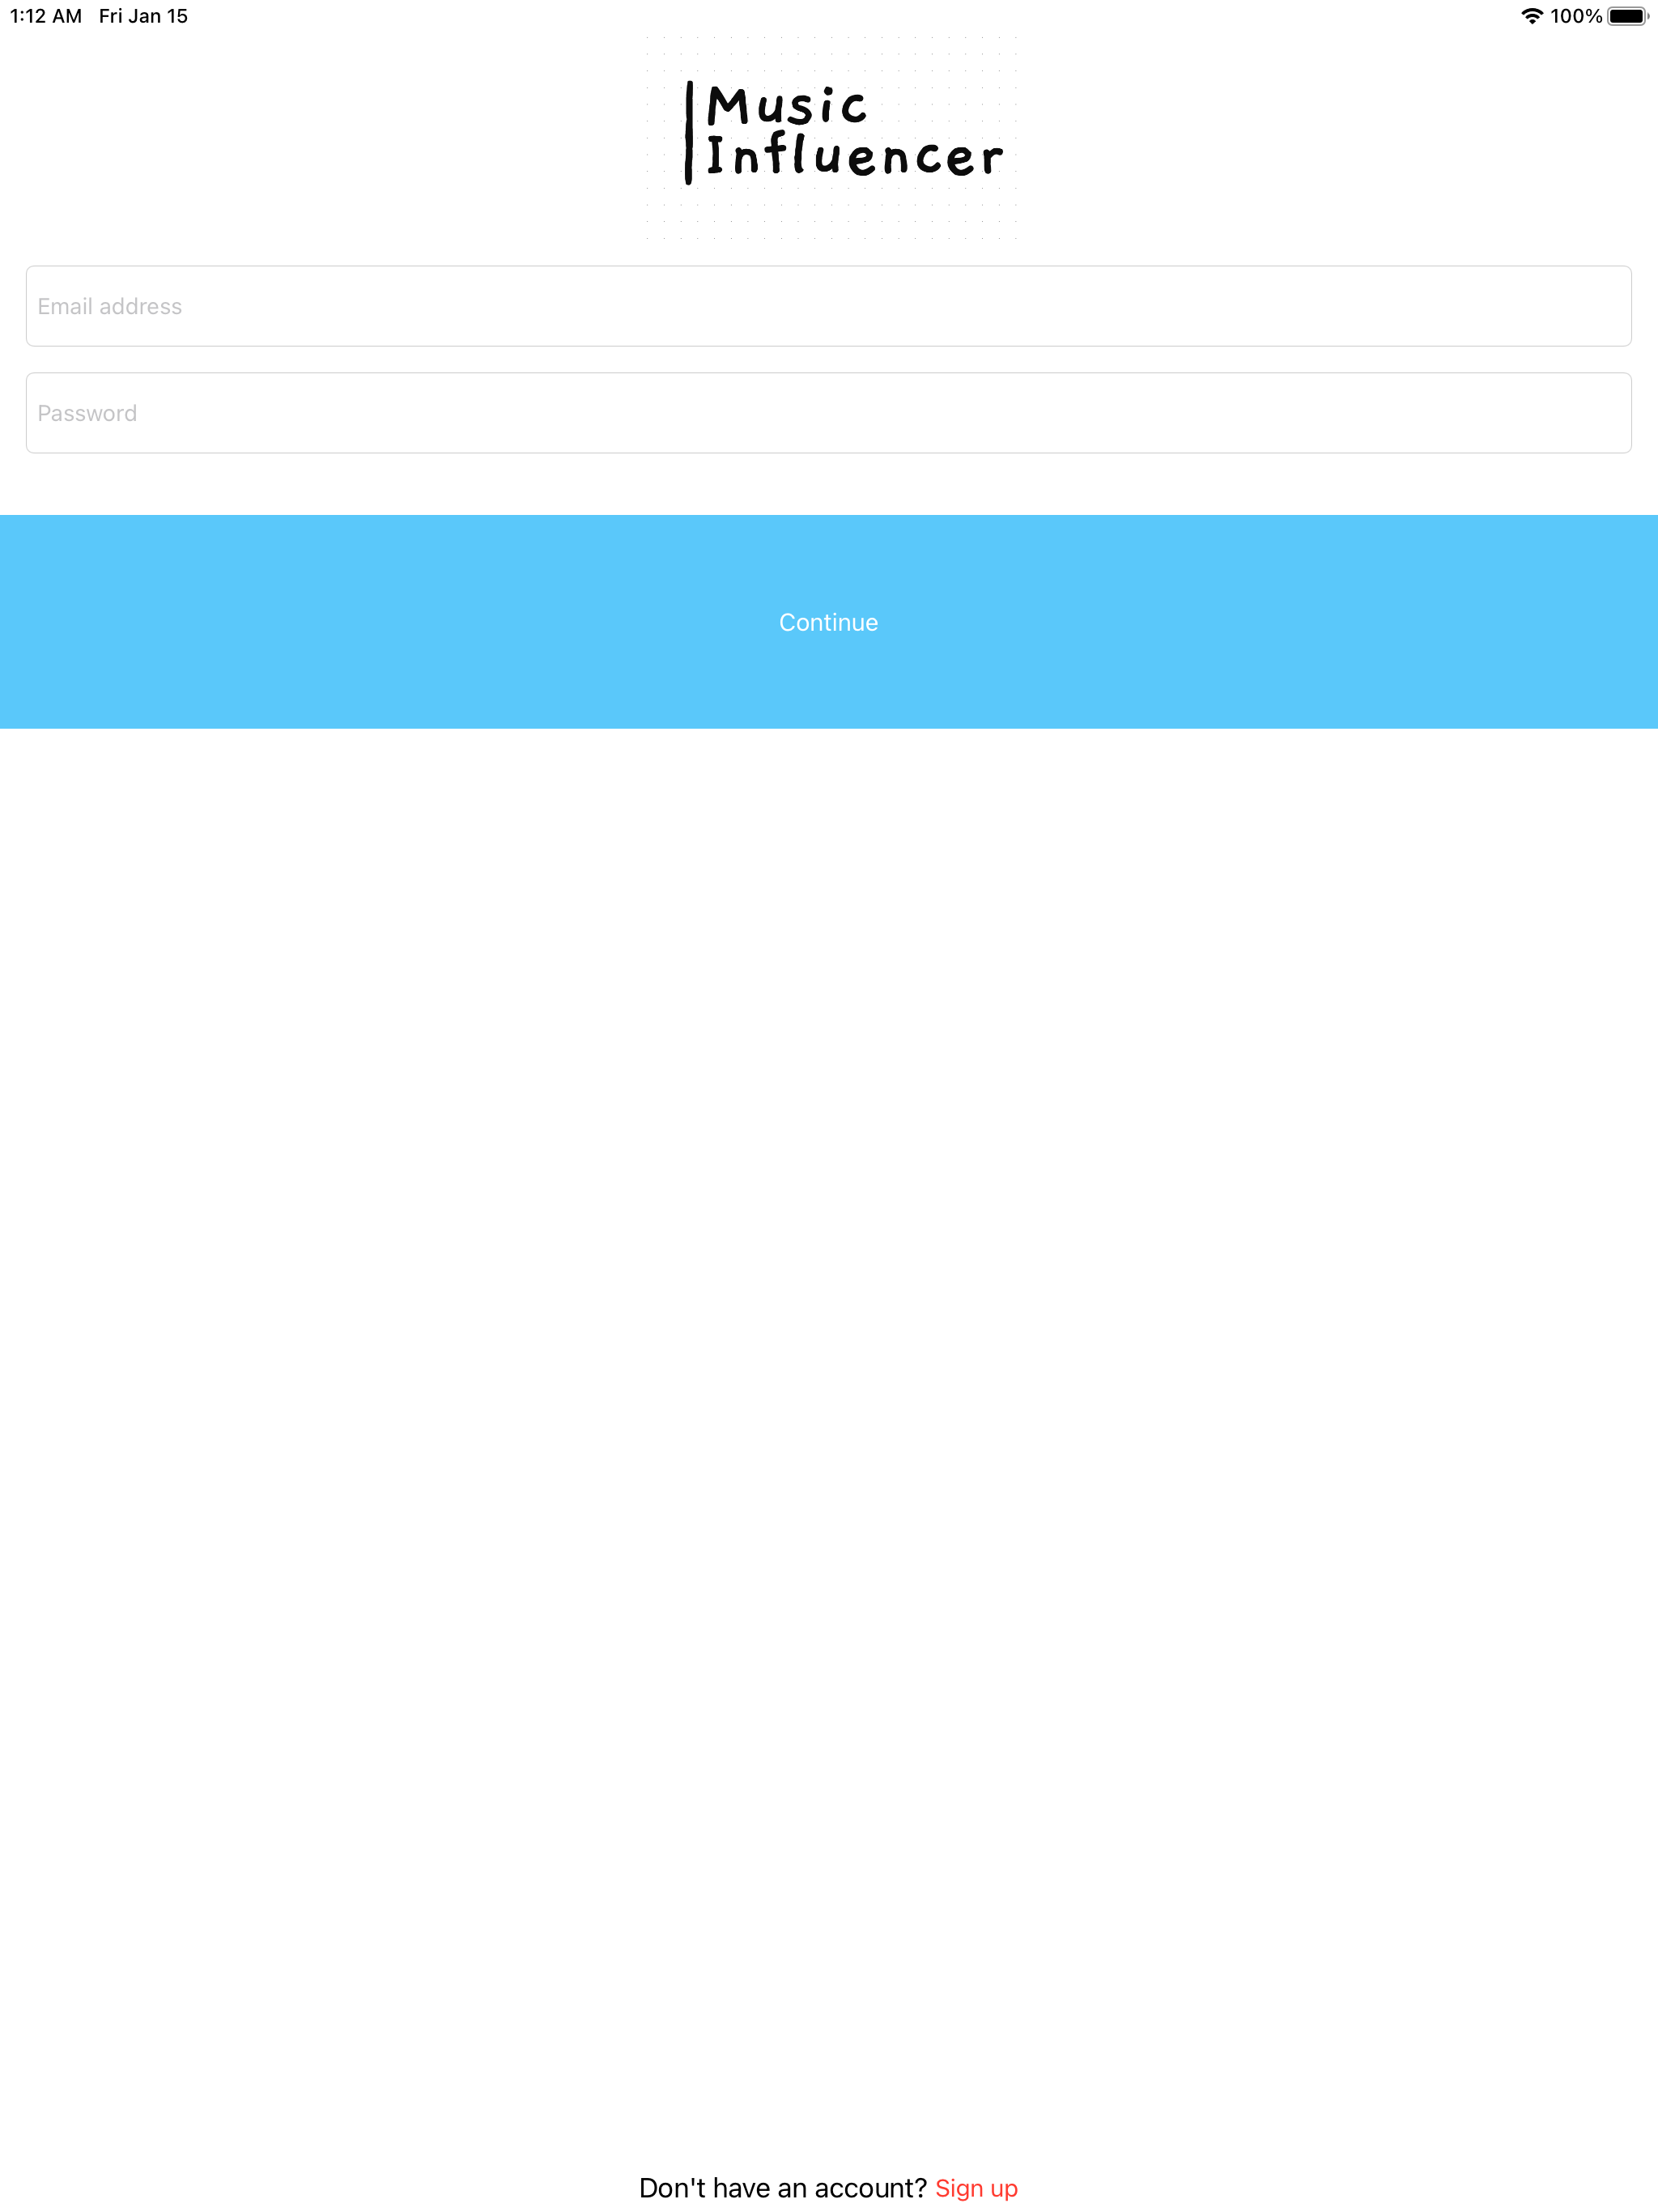 1:12 AM Fri Jan 15 100%
Music
Influencer
Email address
Password
Continue
Don't have an account? Sign up